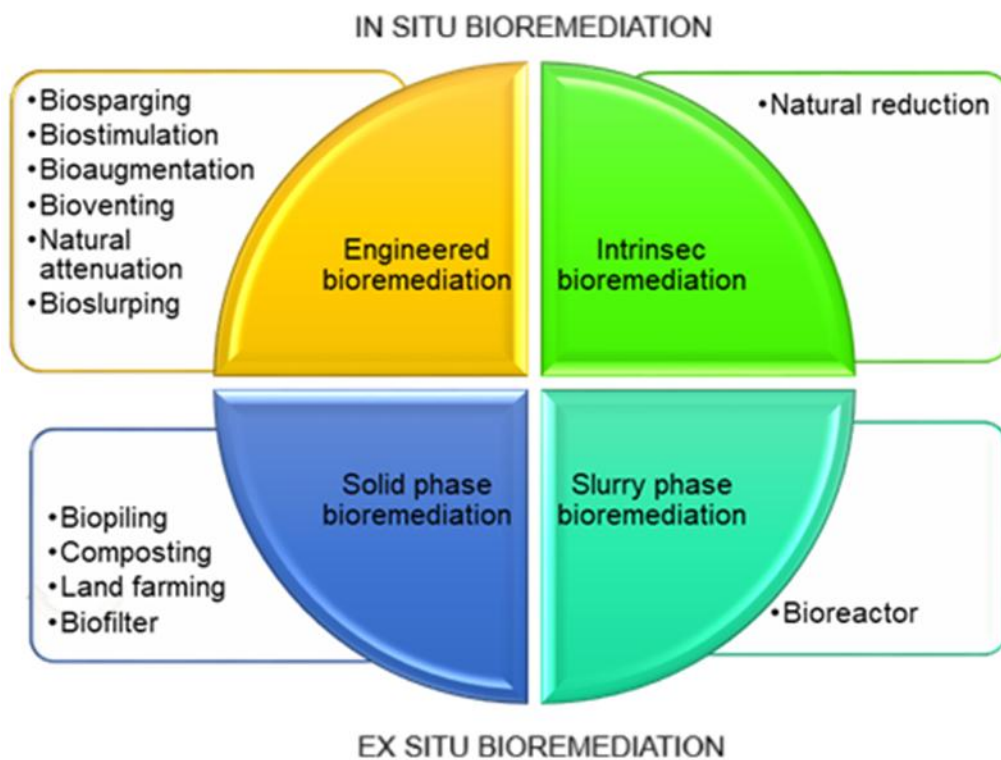 IN SITU BIOREMEDIATION
•Biosparging
•Biostimulation
•Bioaugmentation
•Bioventing
•Natural
attenuation
•Bioslurping
Engineered
bioremediation
Intrinsec
bioremediation
•Natural reduction
Solid phase
bioremediation
•Biopiling
•Composting
•Land farming
•Biofilter
Slurry phase
bioremediation
•Bioreactor
EX SITU BIOREMEDIATION